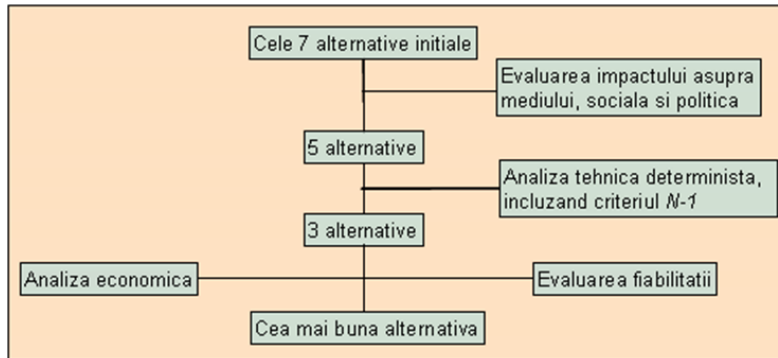 Cele 7 alternative initiale
Evaluarea impactului asupra
mediului, sociala si politica
5 alternative
Analiza tehnica determinista,
incluzand criteriul N-1
3 alternative
Analiza economica
Evaluarea fiabilitatii
Cea mai buna alternativa